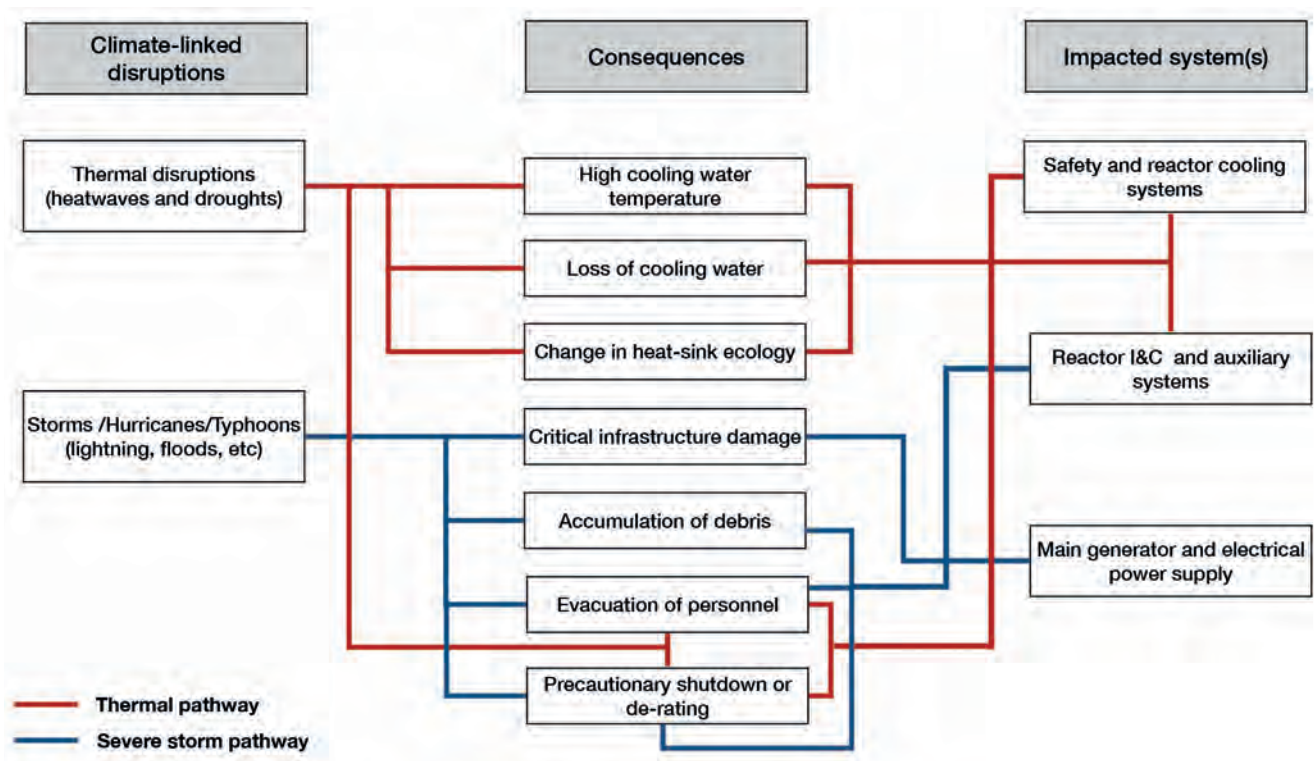 Climate-linked
disruptions
Consequences
Impacted system(s)
Thermal disruptions
(heatwaves and droughts)
High cooling water
temperature
Safety and reactor cooling
systems
Loss of cooling water
Change in heat-sink ecology
Reactor I&C and auxiliary
systems
Storms /Hurricanes/Typhoons
(lightning, floods, etc)
Critical infrastructure damage
Accumulation of debris
Main generator and electrical
power supply
Evacuation of personnel
Precautionary shutdown or
de-rating
Thermal pathway
Severe storm pathway